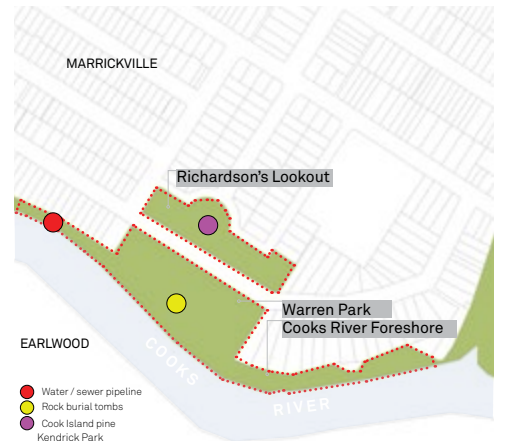 MARRICKVILLE
Richardson's Lookout
Warren Park
Cooks River Foreshore
EARLWOOD
COOKS
RIVER
Water / sewer pipeline
Rock burial tombs
Cook Island pine
Kendrick Park